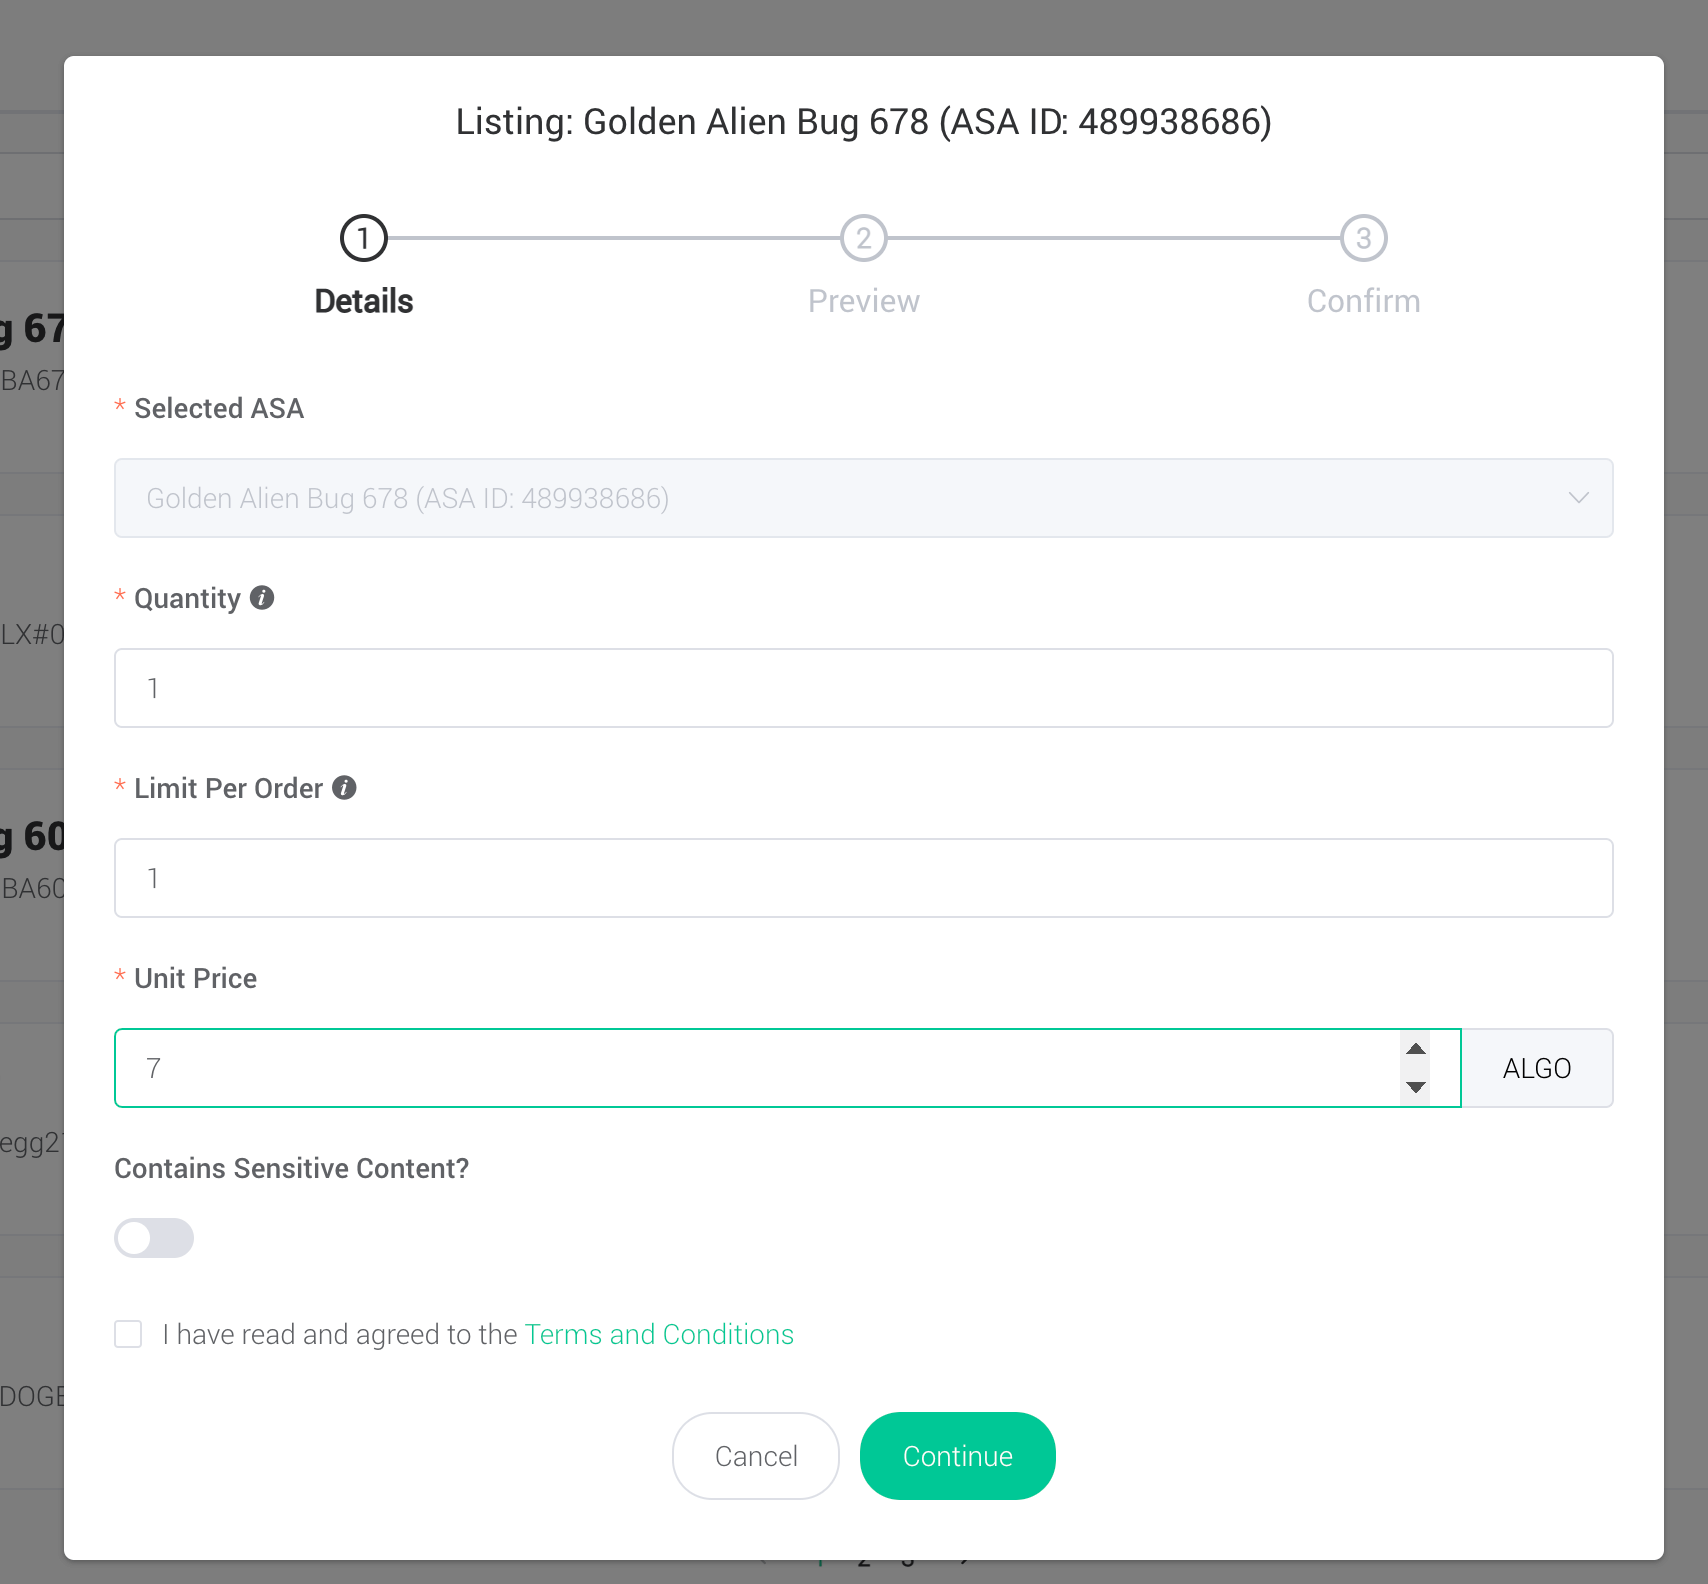 Listing: Golden Alien Bug 678 (ASA ID: 489938686)
1
2
3
Details
Preview
Confirm
g 67
BA67
* Selected ASA
Golden Alien Bug 678 (ASA ID: 489938686)
* Quantity i
LX#0
1
* Limit Per Order i
g 60
1
BA60
* Unit Price
7
ALGO
egg2
Contains Sensitive Content?
I have read and agreed to the Terms and Conditions
DOGE
Cancel
Continue